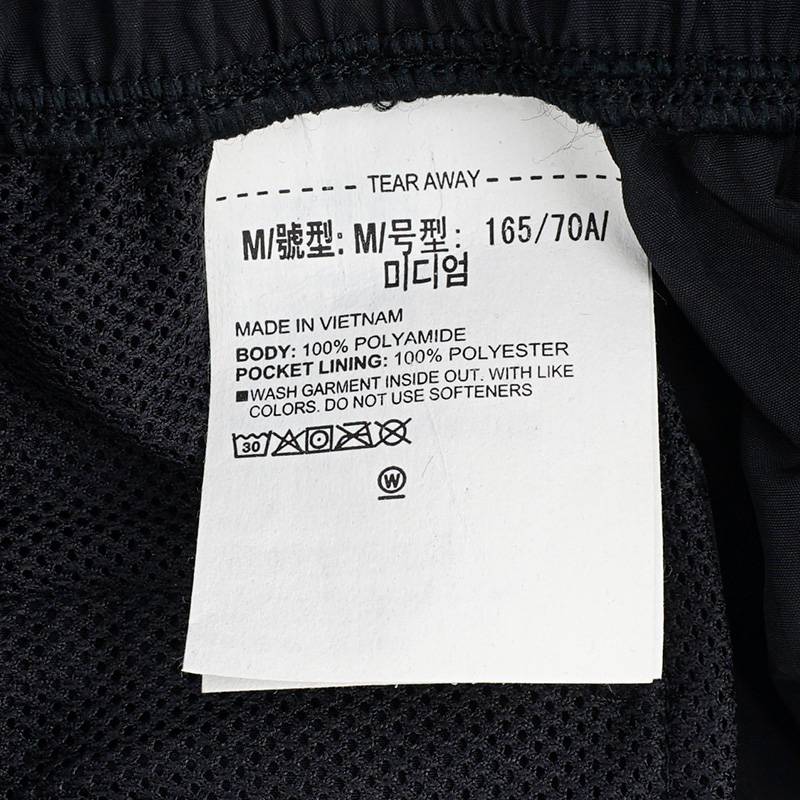 TEAR AWAY
M/號型: M/号型: 165/70A/
미디엄
MADE IN VIETNAM
BODY: 100% POLYAMIDE
POCKET LINING: 100% POLYESTER
■WASH GARMENT INSIDE OUT. WITH LIKE
COLORS. DO NOT USE SOFTENERS
30
W